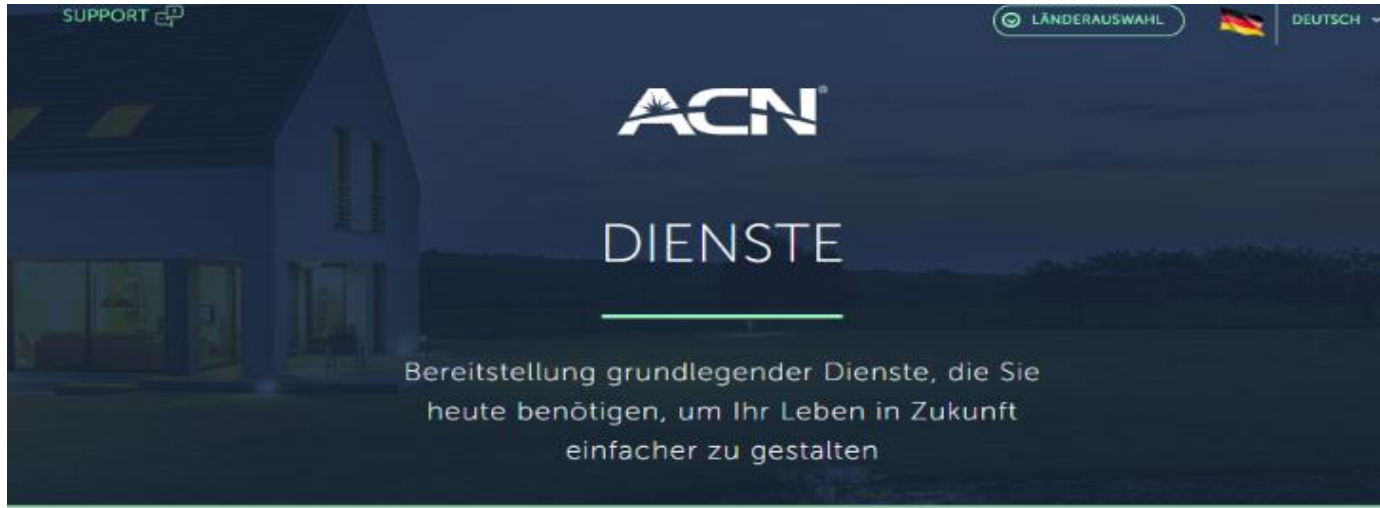 SUPPORT
LÄNDERAUSWAHL
DEUTSCH
ACN®
DIENSTE
Bereitstellung grundlegender Dienste, die Sie
heute benötigen, um Ihr Leben in Zukunft
einfacher zu gestalten